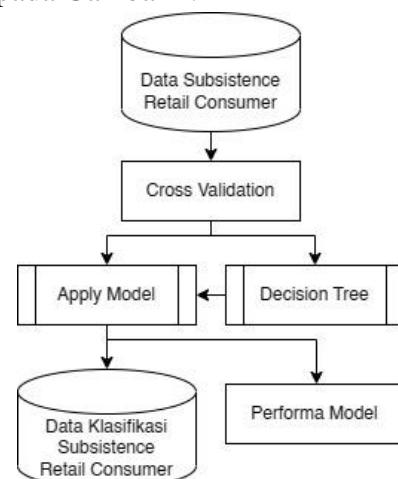 Data Subsistence
Retail Consumer
Cross Validation
Apply Model
Decision Tree
Data Klasifikasi
Subsistence
Retail Consumer
Performa Model